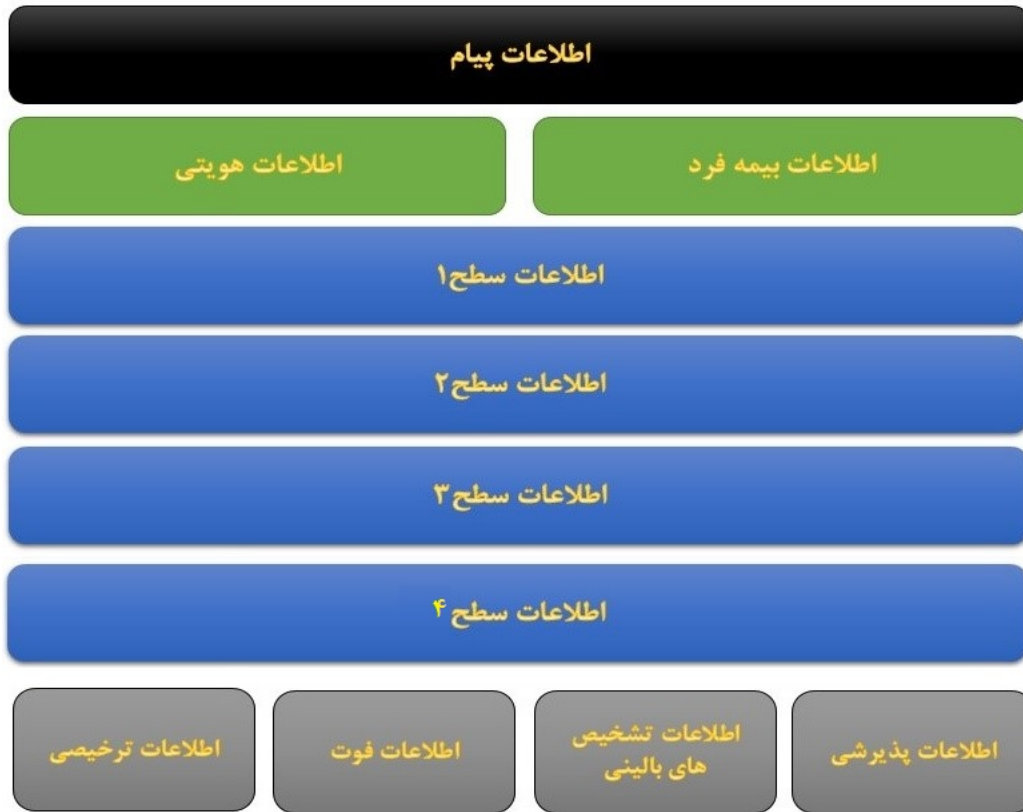 اطلاعات پیام
اطلاعات بیمه فرد
اطلاعات هویتی
اطلاعات سطح۱
اطلاعات سطح۲
اطلاعات سطح۳
اطلاعات سطح ۴
اطلاعات پذیرشی
اطلاعات تشخیص
های بالینی
اطلاعات فوت
اطلاعات ترخیصی